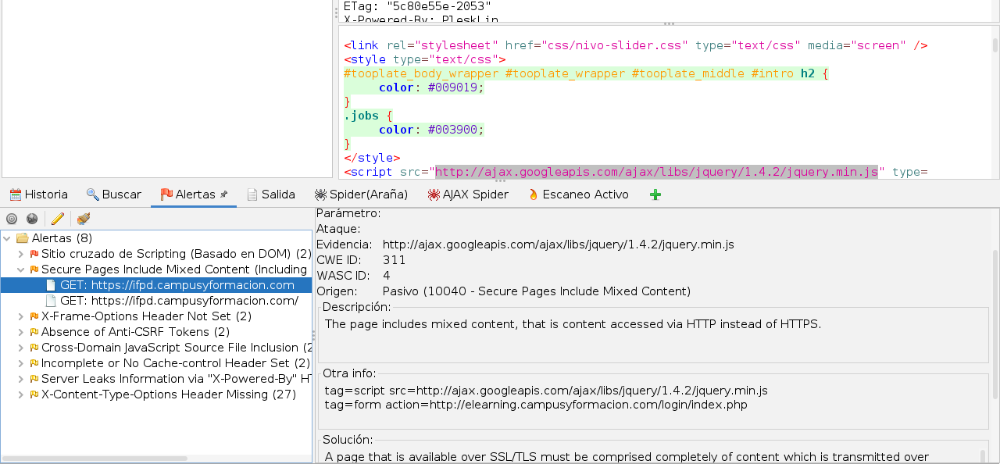 ETag: "5c80e55e-2053"
X-Powered-By: PleskLin
<link rel="stylesheet" href="css/nivo-slider.css" type="text/css" media="screen" />
<style type="text/css">
#tooplate_body_wrapper #tooplate_wrapper #tooplate_middle #intro h2 {
color: #009019;
}
.jobs {
color: #003900;
}
</style>
<script src="http://ajax.googleapis.com/ajax/libs/jquery/1.4.2/jquery.min.js" type=
Historia Buscar Alertas Salida Spider(Araña) AJAX Spider Escaneo Activo
Alertas (8)
Sitio cruzado de Scripting (Basado en DOM) (2)
Secure Pages Include Mixed Content (Including
GET: https://ifpd.campusyformacion.com
GET: https://ifpd.campusyformacion.com/
X-Frame-Options Header Not Set (2)
Absence of Anti-CSRF Tokens (2)
Cross-Domain JavaScript Source File Inclusion (2
Incomplete or No Cache-control Header Set (2)
Server Leaks Information via "X-Powered-By" HT
X-Content-Type-Options Header Missing (27)
Parámetro:
Ataque:
Evidencia: http://ajax.googleapis.com/ajax/libs/jquery/1.4.2/jquery.min.js
CWE ID: 311
WASC ID: 4
Origen: Pasivo (10040 - Secure Pages Include Mixed Content)
Descripción:
The page includes mixed content, that is content accessed via HTTP instead of HTTPS.
Otra info:
tag=script src=http://ajax.googleapis.com/ajax/libs/jquery/1.4.2/jquery.min.js
tag=form action=http://elearning.campusyformacion.com/login/index.php
Solución:
A page that is available over SSL/TLS must be comprised completely of content which is transmitted over